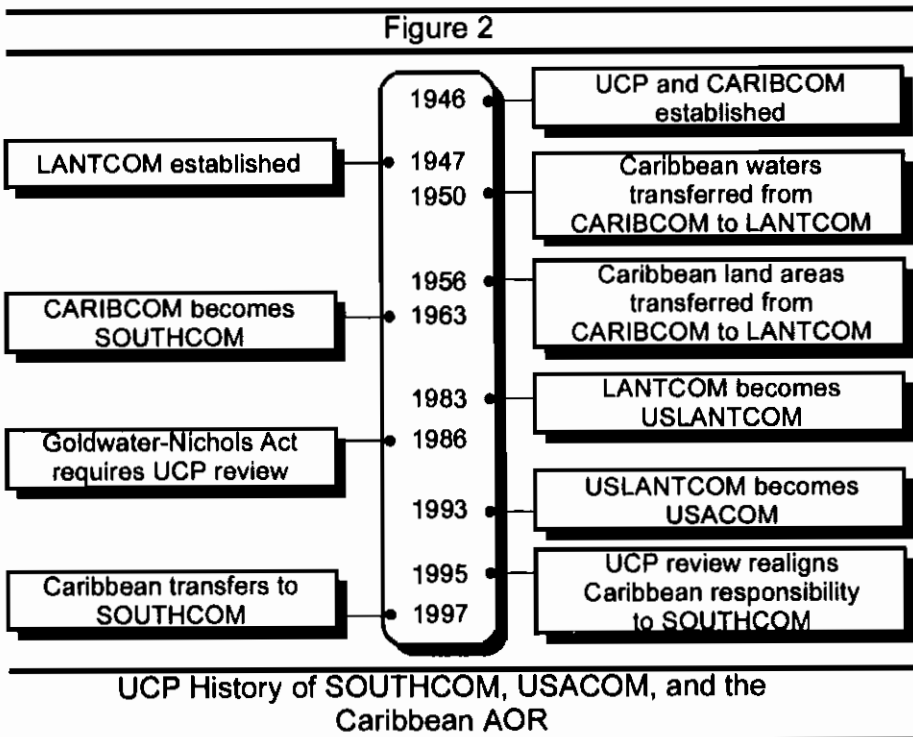 Figure 2
1946
UCP and CARIBCOM
established
LANTCOM established
1947
1950
Caribbean waters
transferred from
CARIBCOM to LANTCOM
1956
Caribbean land areas
transferred from
CARIBCOM to LANTCOM
CARIBCOM becomes
SOUTHCOM
1963
1983
LANTCOM becomes
USLANTCOM
Goldwater-Nichols Act
requires UCP review
1986
1993
USLANTCOM becomes
USACOM
1995
UCP review realigns
Caribbean responsibility
to SOUTHCOM
Caribbean transfers to
SOUTHCOM
1997
UCP History of SOUTHCOM, USACOM, and the
Caribbean AOR